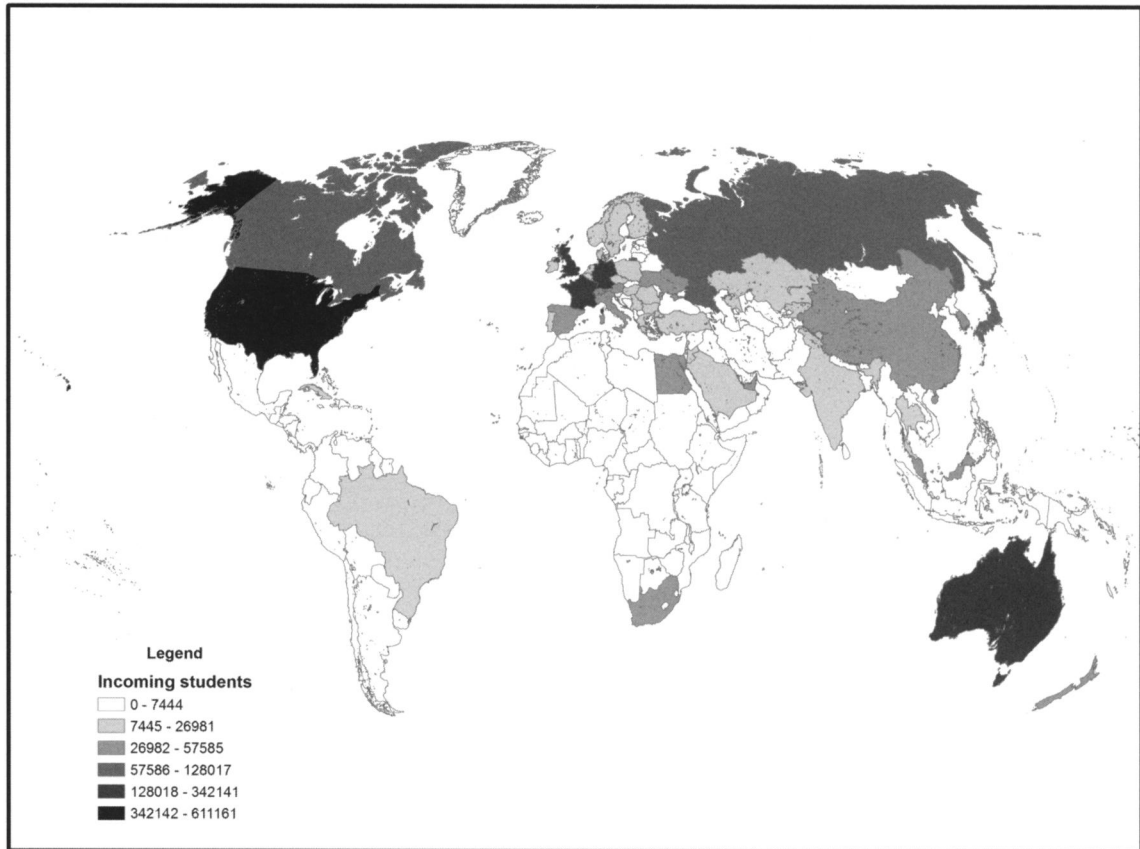 Legend
Incoming students
0 - 7444
7445 - 26981
26982 - 57585
57586 - 128017
128018 - 342141
342142 - 611161